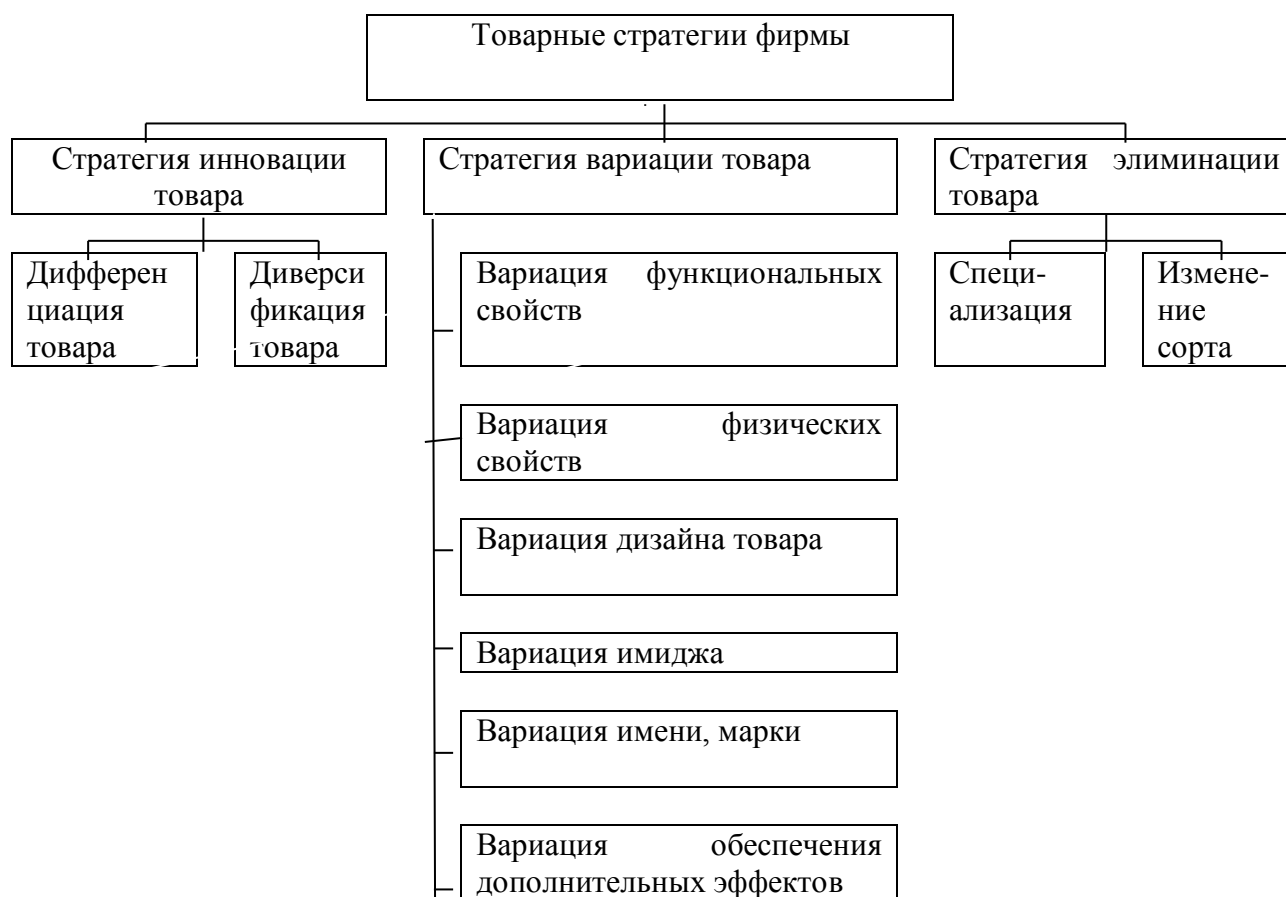 Товарные стратегии фирмы
Стратегия инновации
товара
Стратегия вариации товара
Стратегия элиминации
товара
Дифферен
циация
товара
Диверси
фикация
товара
Вариация функциональных
свойств
Специ-
ализация
Измене-
ние
сорта
Вариация физических
свойств
Вариация дизайна товара
Вариация имиджа
Вариация имени, марки
Вариация обеспечения
дополнительных эффектов